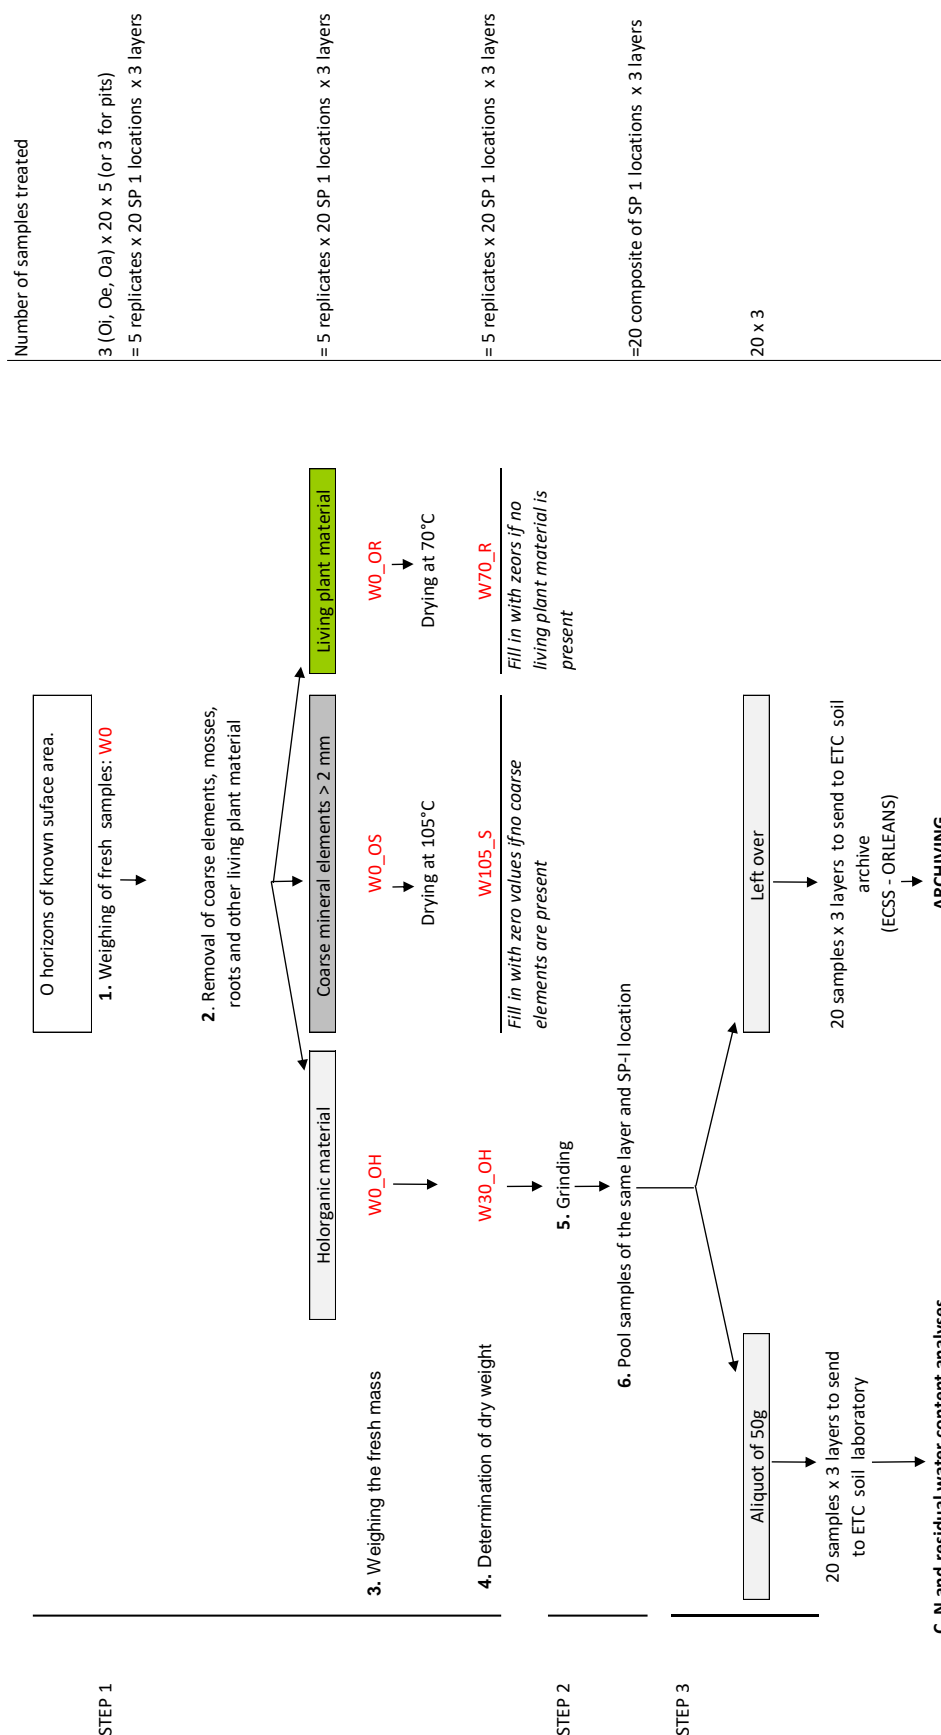 Number of samples treated
STEP 1
O horizons of known suface area.
1. Weighing of fresh samples: W0
3 (Oi, Oe, Oa) x 20 x 5 (or 3 for pits)
= 5 replicates x 20 SP 1 locations x 3 layers
2. Removal of coarse elements, mosses,
roots and other living plant material
Holorganic material
Coarse mineral elements > 2 mm
Living plant material
= 5 replicates x 20 SP 1 locations x 3 layers
3. Weighing the fresh mass
W0_OH
W0_OS
W0_OR
Drying at 105°C
Drying at 70°C
4. Determination of dry weight
W30_OH
W105_S
W70_R
= 5 replicates x 20 SP 1 locations x 3 layers
Fill in with zero values ifno coarse
elements are present
Fill in with zeors if no
living plant material is
present
STEP 2
5. Grinding
6. Pool samples of the same layer and SP-I location
=20 composite of SP 1 locations x 3 layers
STEP 3
Aliquot of 50g
Left over
20 x 3
20 samples x 3 layers to send
to ETC soil laboratory
20 samples x 3 layers to send to ETC soil
archive
(ECSS - ORLEANS)
C, N and residual water content analyses
ARCHIVING